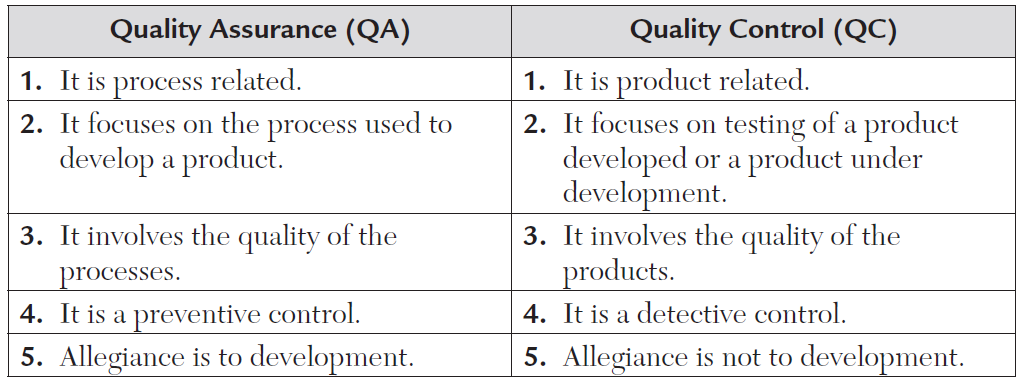 Quality Assurance (QA)
Quality Control (QC)
1. It is process related.
1. It is product related.
2. It focuses on the process used to
develop a product.
2. It focuses on testing of a product
developed or a product under
development.
3. It involves the quality of the
processes.
3. It involves the quality of the
products.
4. It is a preventive control.
4. It is a detective control.
5. Allegiance is to development.
5. Allegiance is not to development.